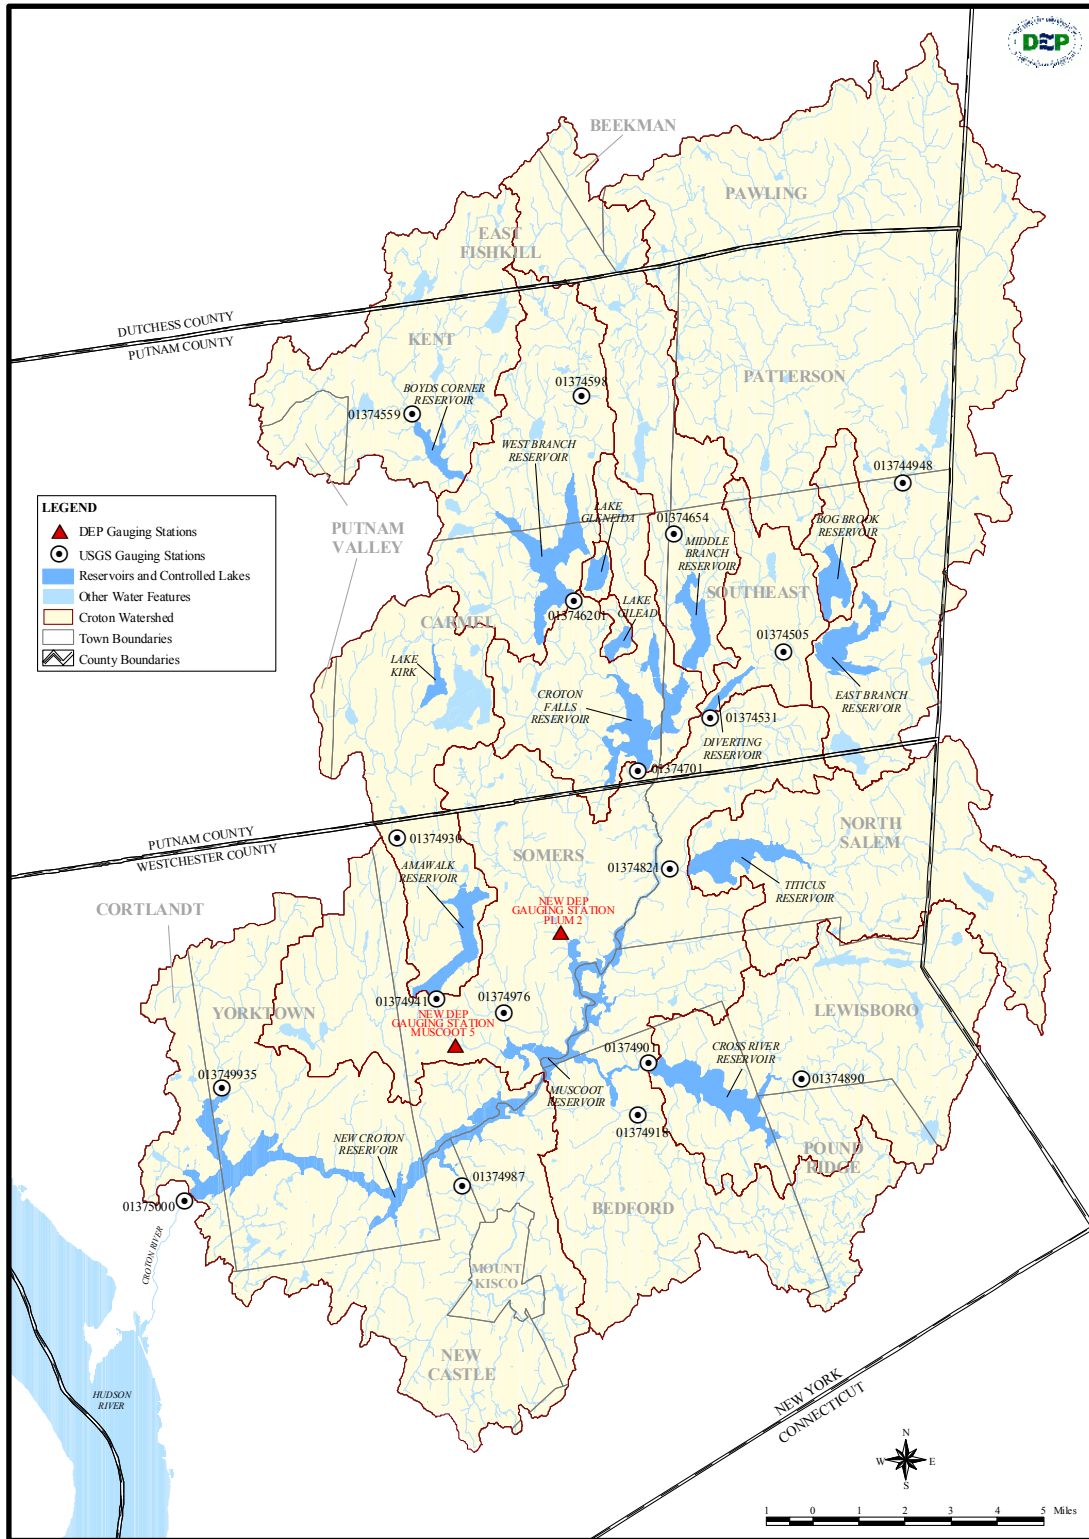 DEP
BEEKMAN
PAWLING
EAST
FISHKILL
DUTCHESS COUNTY
PUTNAM COUNTY
KENT
BOYDS CORNER
RESERVOIR
01374598
PATTERSON
01374559
WEST BRANCH
RESERVOIR
013744948
LEGEND
DEP Gauging Stations
USGS Gauging Stations
Reservoirs and Controlled Lakes
Other Water Features
Croton Watershed
Town Boundaries
County Boundaries
PUTNAM
VALLEY
LAKE
GLENEIDA
01374654
MIDDLE
BRANCH
RESERVOIR
BOG BROOK
RESERVOIR
SOUTHEAST
CARMEL
013746201
LAKE
GILEAD
01374505
LAKE
KIRK
CROTON
FALLS
RESERVOIR
EAST BRANCH
RESERVOIR
01374531
DIVERTING
RESERVOIR
01374701
PUTNAM COUNTY
WESTCHESTER COUNTY
01374930
AMAWALK
RESERVOIR
SOMERS
NORTH
SALEM
01374821
TITICUS
RESERVOIR
NEW DEP
GAUGING STATION
PLUM 2
CORTLANDT
YORKTOWN
01374941
01374976
NEW DEP
GAUGING STATION
MUSCOOT 5
LEWISBORO
01374901
CROSS RIVER
RESERVOIR
01374890
013749935
MUSCOOT
RESERVOIR
01374918
NEW CROTON
RESERVOIR
POUND
RIDGE
01374987
01375000
BEDFORD
CROTON RIVER
MOUNT
KISCO
NEW
CASTLE
HUDSON
RIVER
NEW YORK
CONNECTICUT
N
W
E
S
1 0 1 2 3 4 5 Miles